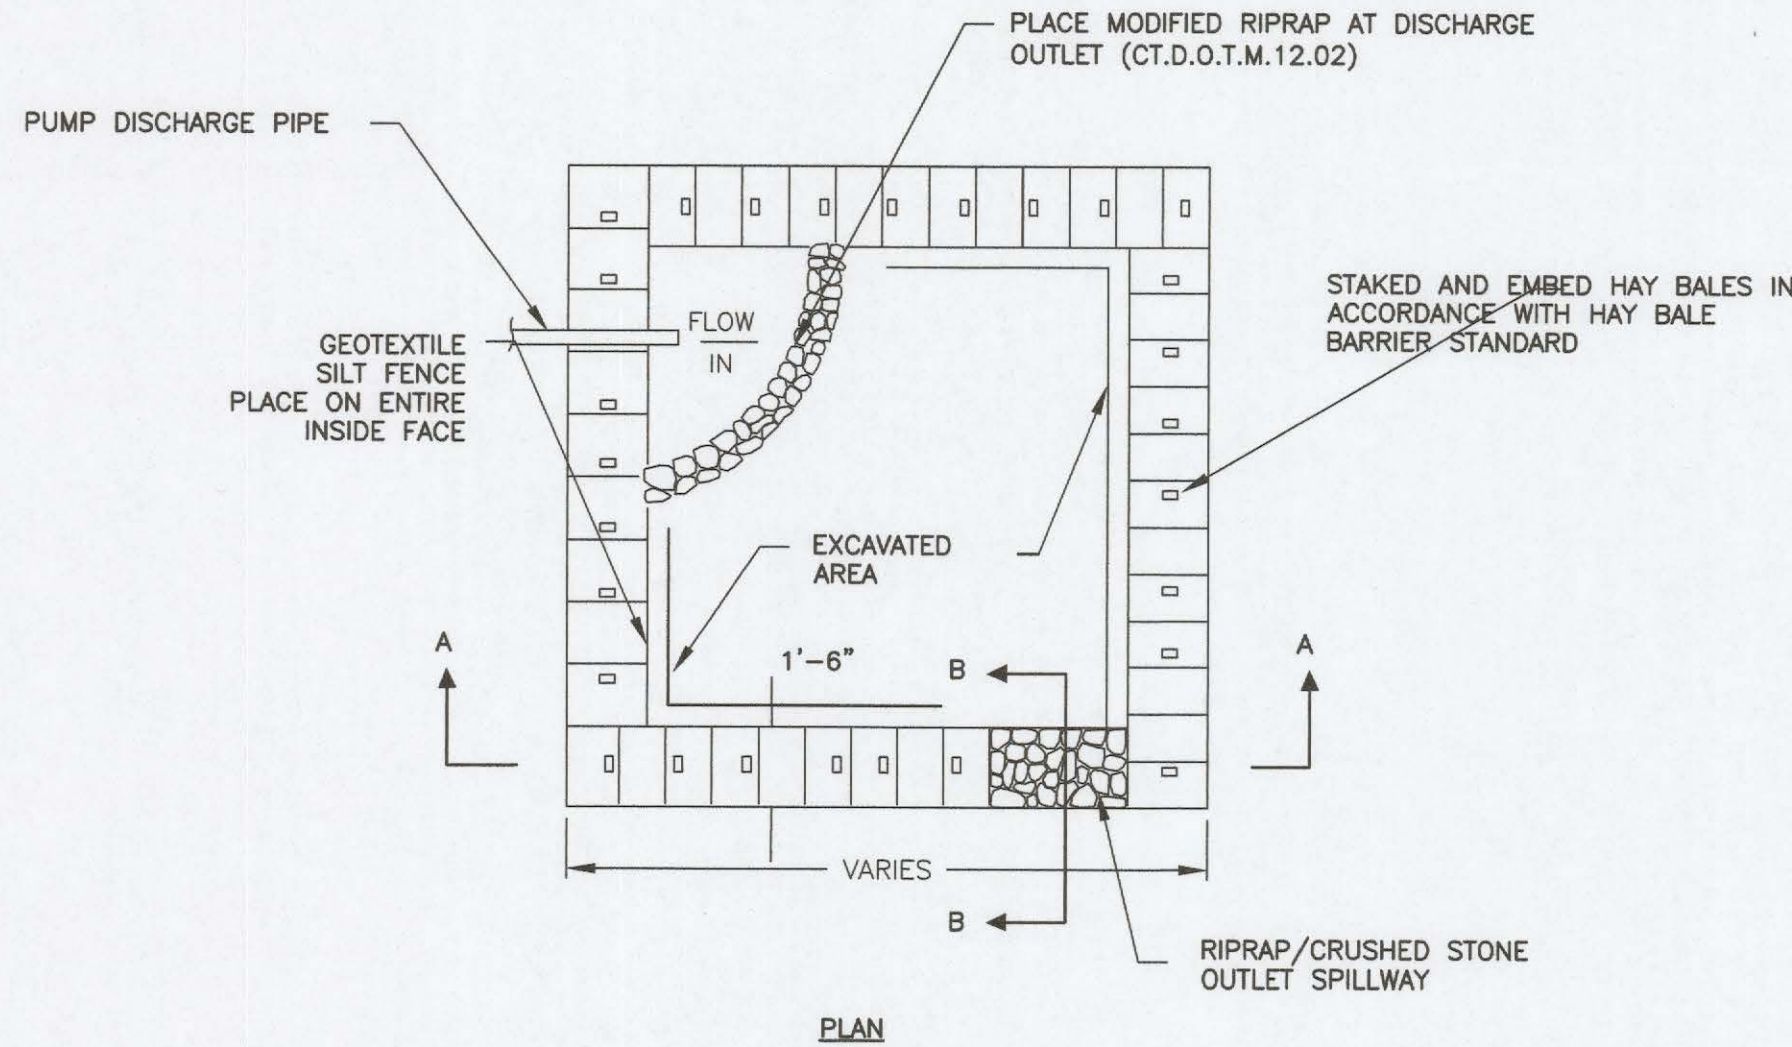 PLACE MODIFIED RIPRAP AT DISCHARGE
OUTLET (CT.D.O.T.M.12.02)
PUMP DISCHARGE PIPE
STAKED AND EMBED HAY BALES IN
ACCORDANCE WITH HAY BALE
BARRIER STANDARD
FLOW
IN
GEOTEXTILE
SILT FENCE
PLACE ON ENTIRE
INSIDE FACE
EXCAVATED
AREA
A
1'-6"
B
A
VARIES
B
RIPRAP/CRUSHED STONE
OUTLET SPILLWAY
PLAN